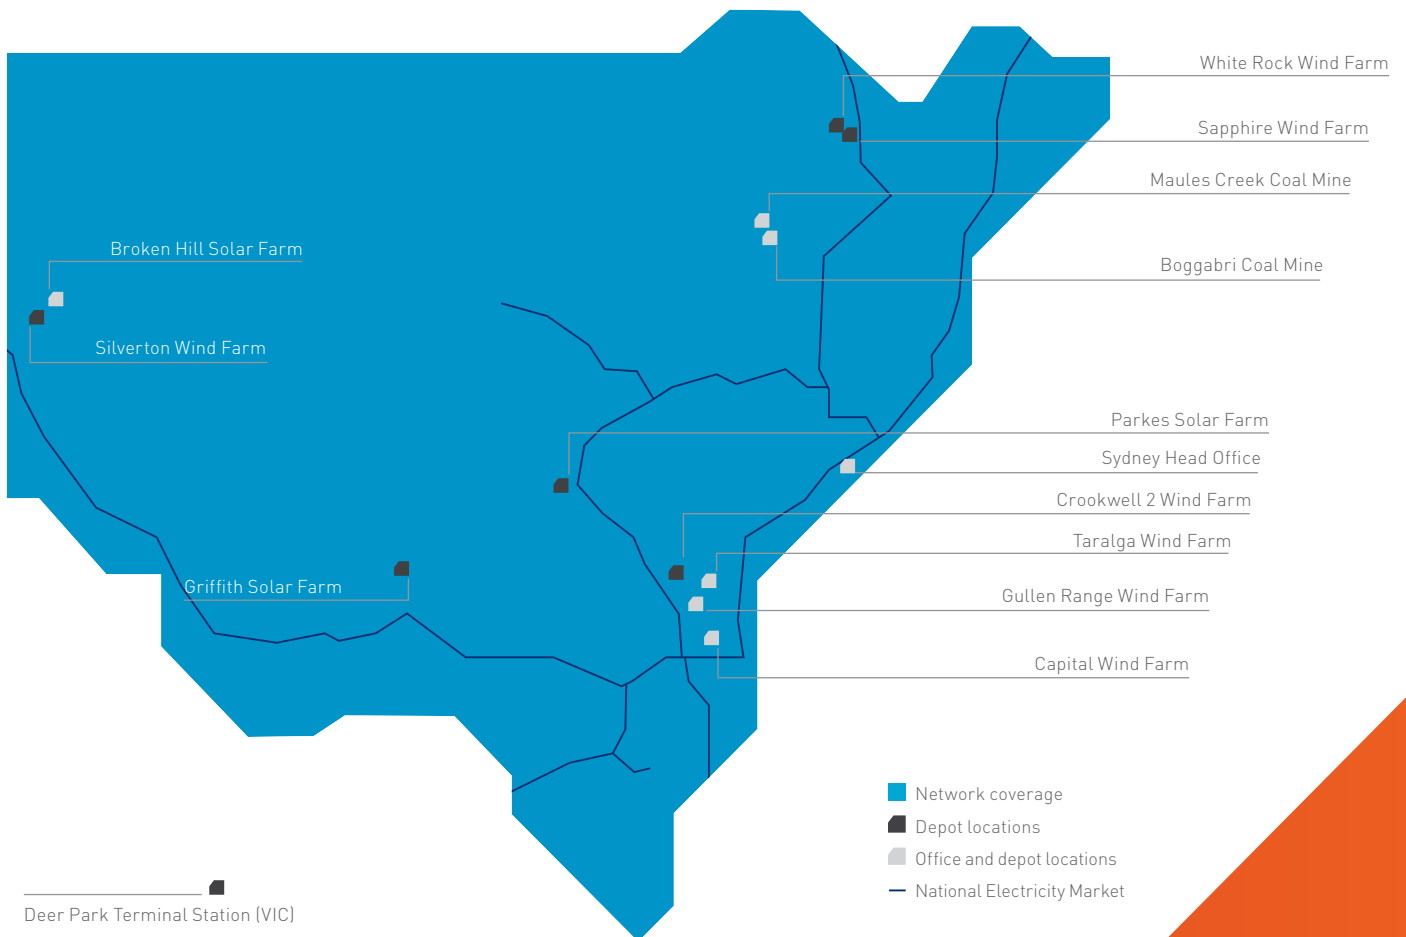 White Rock Wind Farm
Sapphire Wind Farm
Maules Creek Coal Mine
Broken Hill Solar Farm
Boggabri Coal Mine
Silverton Wind Farm
Parkes Solar Farm
Sydney Head Office
Crookwell 2 Wind Farm
Taralga Wind Farm
Griffith Solar Farm
Gullen Range Wind Farm
Capital Wind Farm
Network coverage
Depot locations
Office and depot locations
National Electricity Market
Deer Park Terminal Station (VIC)